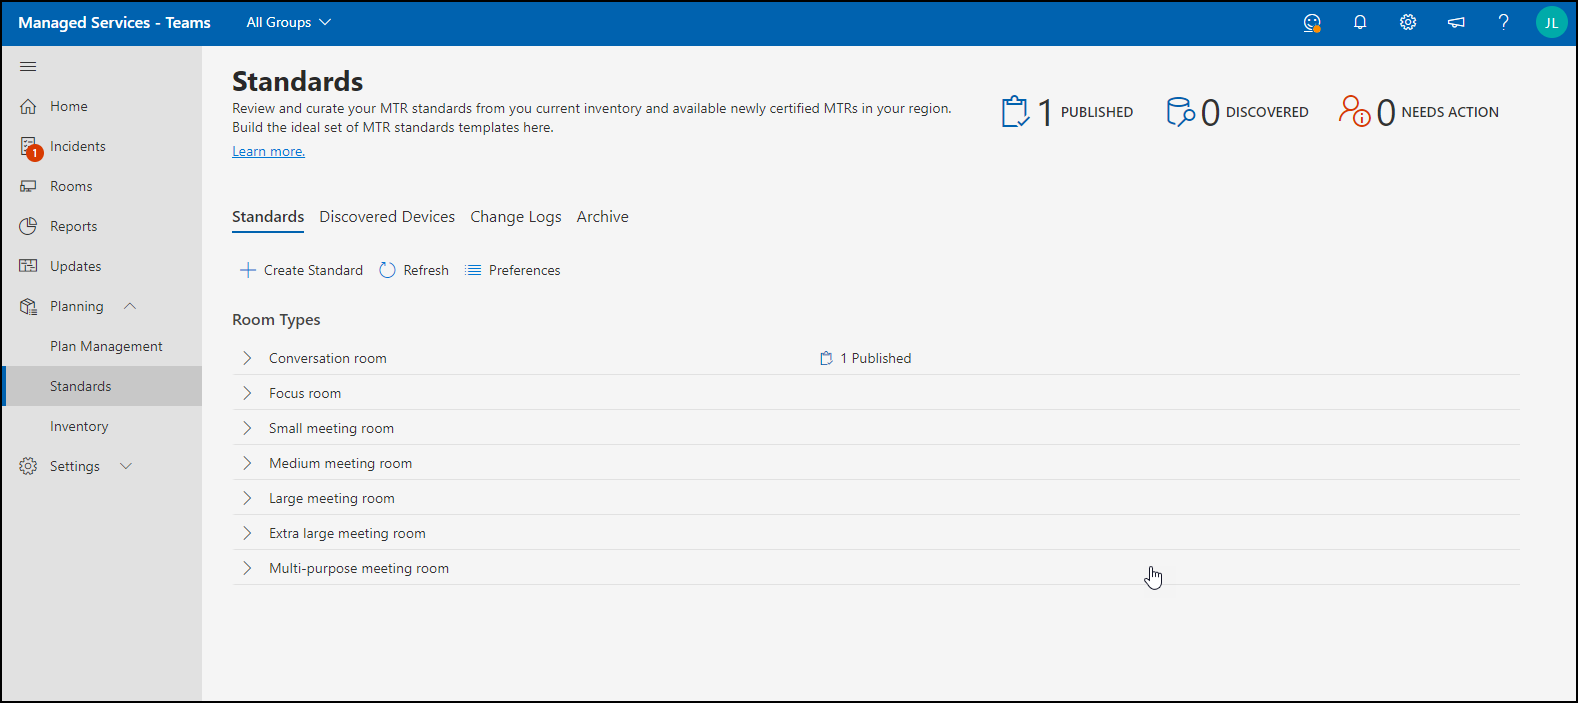 Managed Services - Teams
All Groups
?
JL
Home
Incidents
1
Rooms
Reports
Updates
Planning
Plan Management
Standards
Inventory
Settings
Standards
Review and curate your MTR standards from you current inventory and available newly certified MTRs in your region.
Build the ideal set of MTR standards templates here.
Learn more.
1 PUBLISHED
0 DISCOVERED
0 NEEDS ACTION
Standards Discovered Devices Change Logs Archive
Create Standard Refresh Preferences
Room Types
Conversation room 1 Published
Focus room
Small meeting room
Medium meeting room
Large meeting room
Extra large meeting room
Multi-purpose meeting room